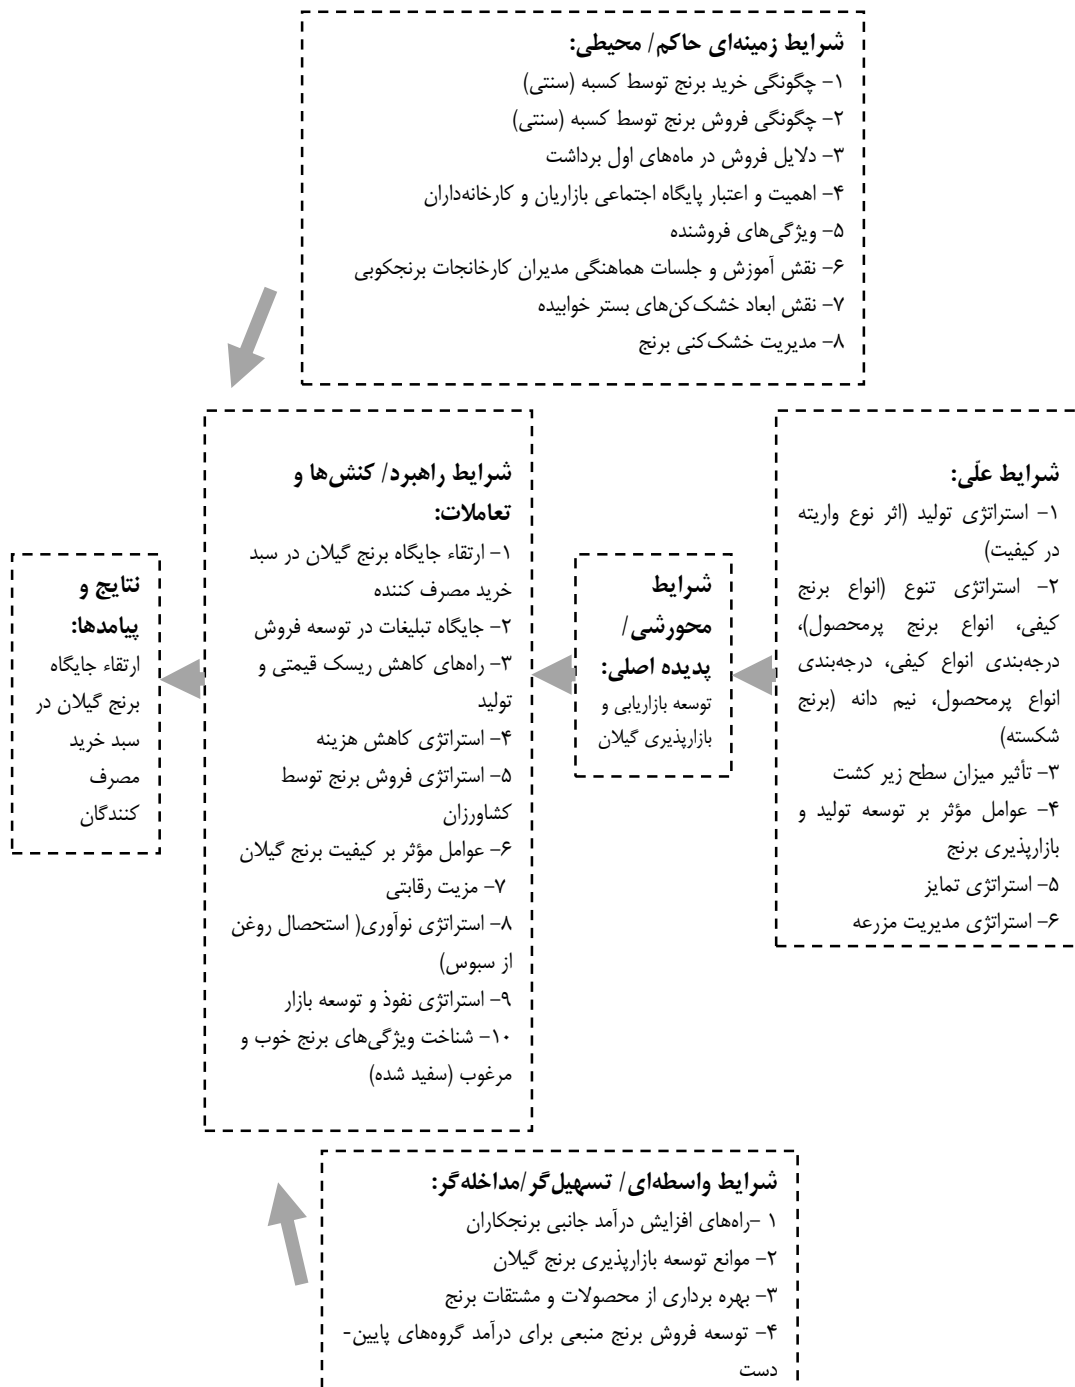 شرایط زمینه‌ای حاکم/ محیطی:
۱- چگونگی خرید برنج توسط کسبه (سنتی)
۲- چگونگی فروش برنج توسط کسبه (سنتی)
۳- دلایل فروش در ماه‌های اول برداشت
۴- اهمیت و اعتبار پایگاه اجتماعی بازاریان و کارخانه‌داران
۵- ویژگی‌های فروشنده
۶- نقش آموزش و جلسات هماهنگی مدیران کارخانجات برنجکوبی
۷- نقش ابعاد خشک‌کن‌های بستر خوابیده
۸- مدیریت خشک‌کنی برنج
شرایط علّی:
۱- استراتژی تولید (اثر نوع واریته
در کیفیت)
۲- استراتژی تنوع (انواع برنج
کیفی، انواع برنج پرمحصول)،
درجه‌بندی انواع کیفی، درجه‌بندی
انواع پرمحصول، نیم دانه (برنج
شکسته)
۳- تأثیر میزان سطح زیر کشت
۴- عوامل مؤثر بر توسعه تولید و
بازارپذیری برنج
۵- استراتژی تمایز
۶- استراتژی مدیریت مزرعه
شرایط
محورشی/
پدیده اصلی:
توسعه بازاریابی و
بازارپذیری گیلان
شرایط راهبرد/ کنش‌ها و
تعاملات:
۱- ارتقاء جایگاه برنج گیلان در سبد
خرید مصرف کننده
۲- جایگاه تبلیغات در توسعه فروش
۳- راه‌های کاهش ریسک قیمتی و
تولید
۴- استراتژی کاهش هزینه
۵- استراتژی فروش برنج توسط
کشاورزان
۶- عوامل مؤثر بر کیفیت برنج گیلان
۷- مزیت رقابتی
۸- استراتژی نوآوری( استحصال روغن
از سبوس)
۹- استراتژی نفوذ و توسعه بازار
۱۰- شناخت ویژگی‌های برنج خوب و
مرغوب (سفید شده)
نتایج و
پیامدها:
ارتقاء جایگاه
برنج گیلان در
سبد خرید
مصرف
کنندگان
شرایط واسطه‌ای/ تسهیل‌گر/مداخله‌گر:
۱ -راه‌های افزایش درآمد جانبی برنجکاران
۲- موانع توسعه بازارپذیری برنج گیلان
۳- بهره برداری از محصولات و مشتقات برنج
۴- توسعه فروش برنج منبعی برای درآمد گروه‌های پایین-
دست